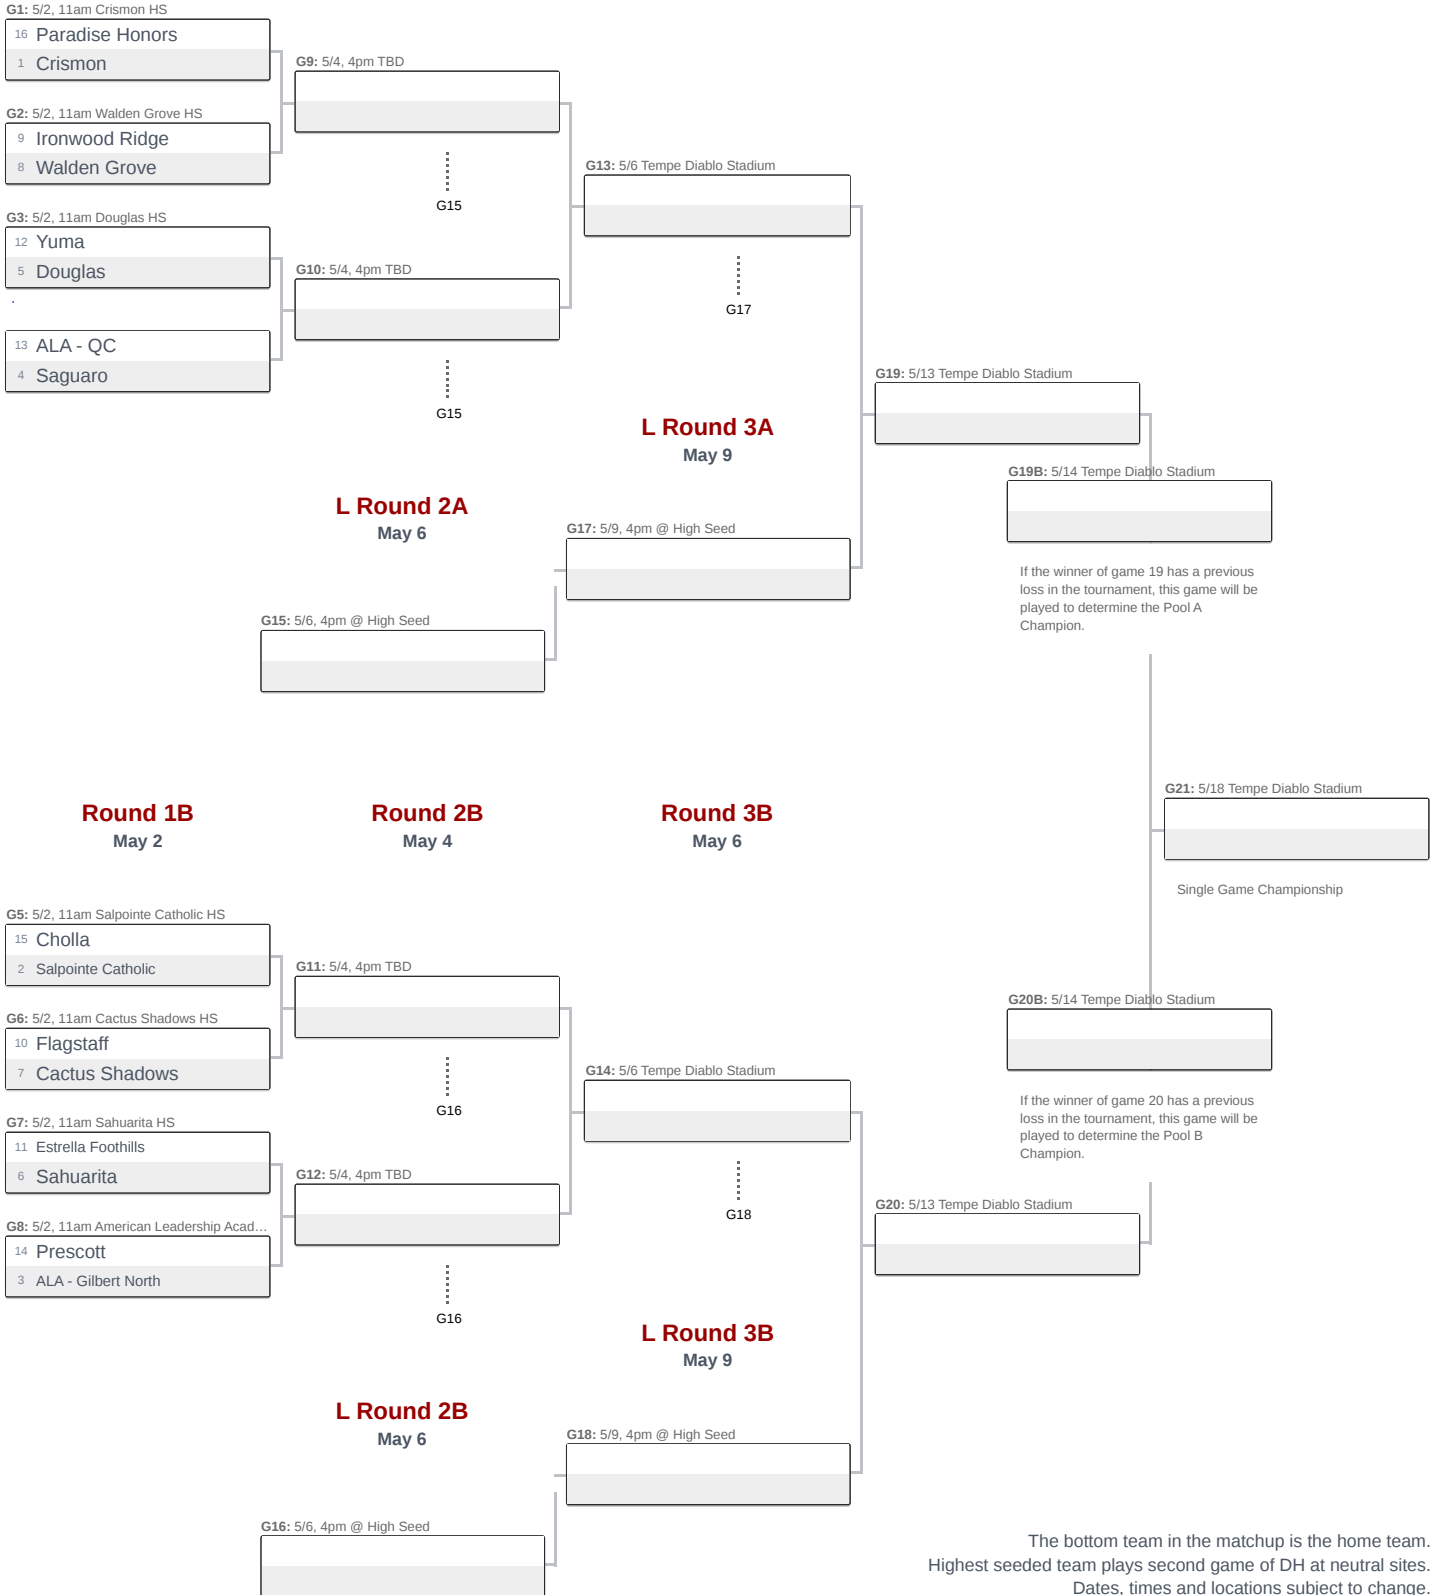 G1: 5/2, 11am Crismon HS
16 Paradise Honors
1 Crismon
G9: 5/4, 4pm TBD
G2: 5/2, 11am Walden Grove HS
9 Ironwood Ridge
8 Walden Grove
G13: 5/6 Tempe Diablo Stadium
G15
G3: 5/2, 11am Douglas HS
12 Yuma
5 Douglas
G10: 5/4, 4pm TBD
.
G17
13 ALA - QC
4 Saguaro
G19: 5/13 Tempe Diablo Stadium
G15
L Round 3A
May 9
G19B: 5/14 Tempe Diablo Stadium
L Round 2A
May 6
G17: 5/9, 4pm @ High Seed
If the winner of game 19 has a previous
loss in the tournament, this game will be
played to determine the Pool A
Champion.
G15: 5/6, 4pm @ High Seed
G21: 5/18 Tempe Diablo Stadium
Round 1B
May 2
Round 2B
May 4
Round 3B
May 6
Single Game Championship
G5: 5/2, 11am Salpointe Catholic HS
15 Cholla
2 Salpointe Catholic
G11: 5/4, 4pm TBD
G20B: 5/14 Tempe Diablo Stadium
G6: 5/2, 11am Cactus Shadows HS
10 Flagstaff
7 Cactus Shadows
G14: 5/6 Tempe Diablo Stadium
If the winner of game 20 has a previous
loss in the tournament, this game will be
played to determine the Pool B
Champion.
G16
G7: 5/2, 11am Sahuarita HS
11 Estrella Foothills
6 Sahuarita
G12: 5/4, 4pm TBD
G18
G20: 5/13 Tempe Diablo Stadium
G8: 5/2, 11am American Leadership Acad…
14 Prescott
3 ALA - Gilbert North
G16
L Round 3B
May 9
L Round 2B
May 6
G18: 5/9, 4pm @ High Seed
G16: 5/6, 4pm @ High Seed
The bottom team in the matchup is the home team.
Highest seeded team plays second game of DH at neutral sites.
Dates, times and locations subject to change.